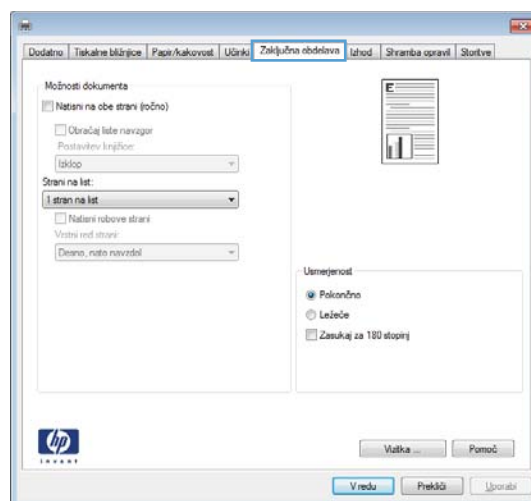 Dodatno Tiskalne bližnjice Papir/kakovost Učinki Zaključna obdelava Izhod Shramba opravil Storitve
Možnosti dokumenta
Natisni na obe strani (ročno)
Obračaj liste navzgor
Postavitev knjižice:
Izklop
Strani na list:
1 stran na list
Natisni robove strani
Vrstni red strani:
Desno, nato navzdol
E
Usmerjenost
Pokončno
Ležeče
Zasukaj za 180 stopinj
hp
invent
Vizitka ... Pomoč
V redu Prekliči Uporabi